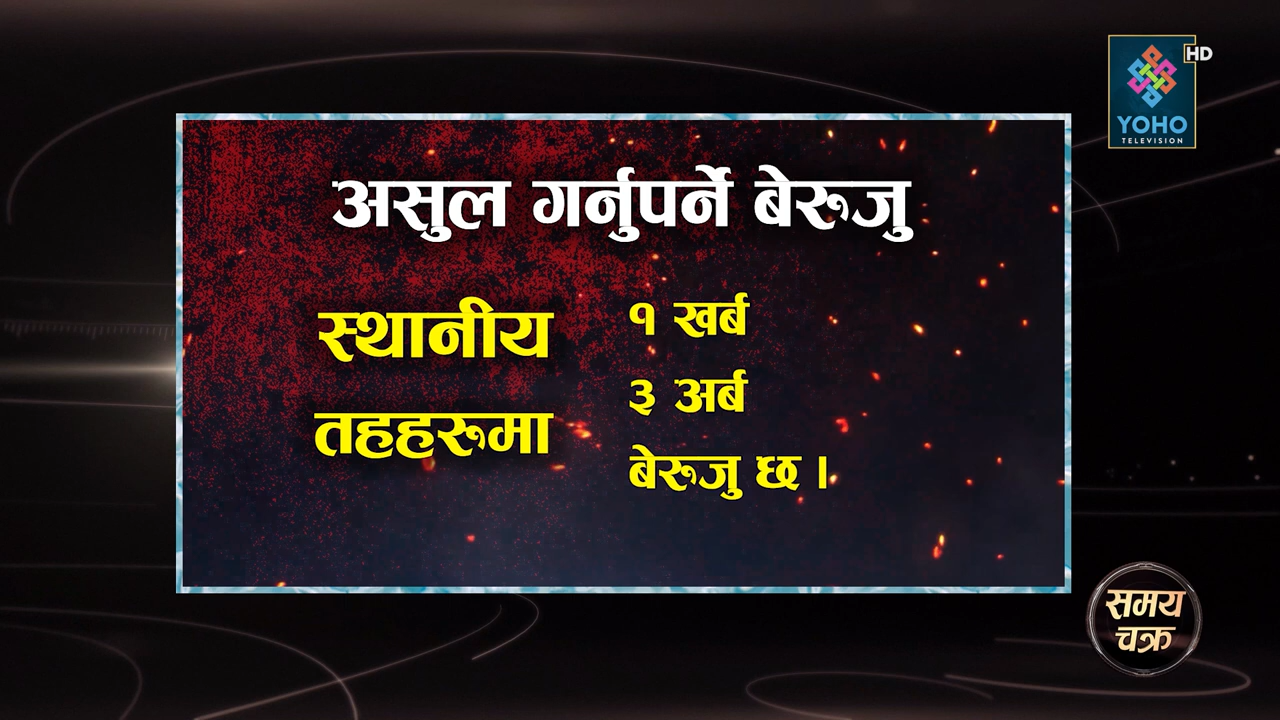 HD
YOHO
TELEVISION
असुल गर्नुपर्ने बेरुजु
स्थानीय
तहहरुमा
१ खर्ब
३ अर्ब
बेरुजु छ ।
समय
चक्र